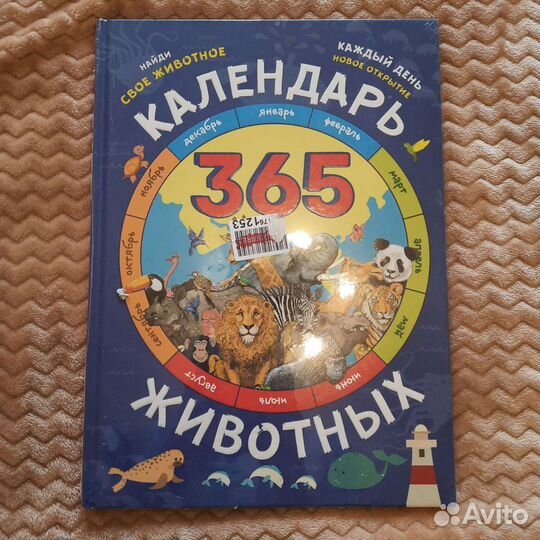 НАЙДИ
СВОЕ ЖИВОТНОЕ
КАЖДЫЙ ДЕНЬ
НОВОЕ ОТКРЫТИЕ
КАЛЕНДАРЬ
январь
февраль
март
апрель
май
июнь
июль
август
сентябрь
октябрь
ноябрь
декабрь
365
ЖИВОТНЫХ
Avito